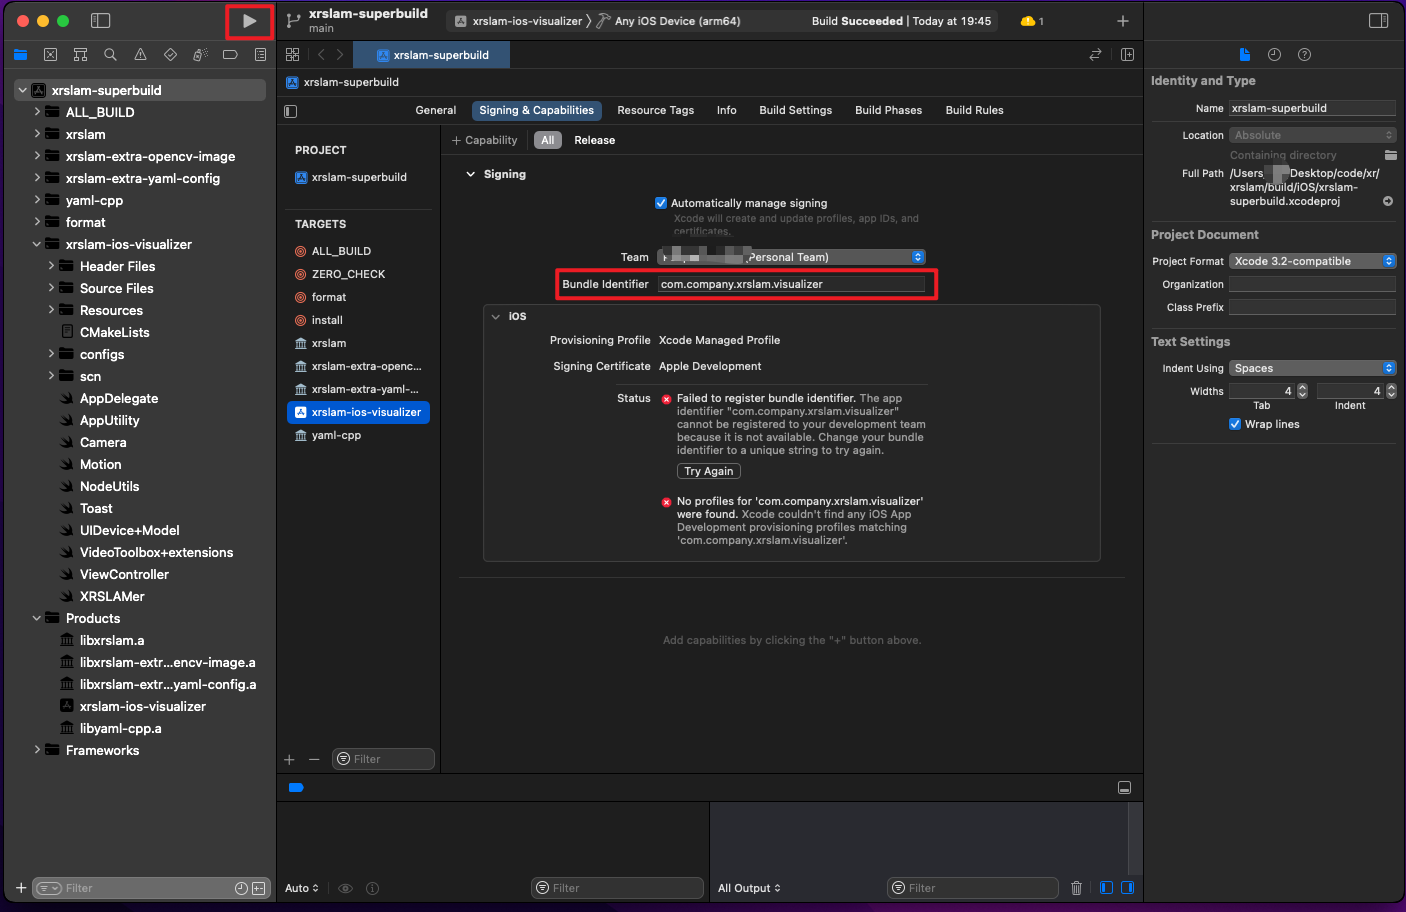 xrslam-superbuild
main
xrslam-ios-visualizer
Any iOS Device (arm64)
Build Succeeded | Today at 19:45
1
xrslam-superbuild
xrslam-superbuild
ALL_BUILD
xrslam
xrslam-extra-opencv-image
xrslam-extra-yaml-config
yaml-cpp
format
xrslam-ios-visualizer
Header Files
Source Files
Resources
CMakeLists
configs
scn
AppDelegate
AppUtility
Camera
Motion
NodeUtils
Toast
UIDevice+Model
VideoToolbox+extensions
ViewController
XRSLAMer
Products
libxrslam.a
libxrslam-extr...encv-image.a
libxrslam-extr...yaml-config.a
xrslam-ios-visualizer
libyaml-cpp.a
Frameworks
Filter
xrslam-superbuild
General
Signing & Capabilities
Resource Tags
Info
Build Settings
Build Phases
Build Rules
PROJECT
xrslam-superbuild
TARGETS
ALL_BUILD
ZERO_CHECK
format
install
xrslam
xrslam-extra-openc...
xrslam-extra-yaml-...
xrslam-ios-visualizer
yaml-cpp
Filter
+ Capability
All
Release
Signing
Automatically manage signing
Xcode will create and update profiles, app IDs, and
certificates.
Team
(Personal Team)
Bundle Identifier
com.company.xrslam.visualizer
iOS
Provisioning Profile
Xcode Managed Profile
Signing Certificate
Apple Development
Status
Failed to register bundle identifier. The app
identifier "com.company.xrslam.visualizer"
cannot be registered to your development team
because it is not available. Change your bundle
identifier to a unique string to try again.
Try Again
No profiles for 'com.company.xrslam.visualizer'
were found. Xcode couldn't find any iOS App
Development provisioning profiles matching
'com.company.xrslam.visualizer'.
Add capabilities by clicking the "+" button above.
Auto
Filter
All Output
Filter
Identity and Type
Name
xrslam-superbuild
Location
Absolute
Containing directory
Full Path
/Users Desktop/code/xr/
xrslam/build/iOS/xrslam-
superbuild.xcodeproj
Project Document
Project Format
Xcode 3.2-compatible
Organization
Class Prefix
Text Settings
Indent Using
Spaces
Widths
4
4
Tab
Indent
Wrap lines